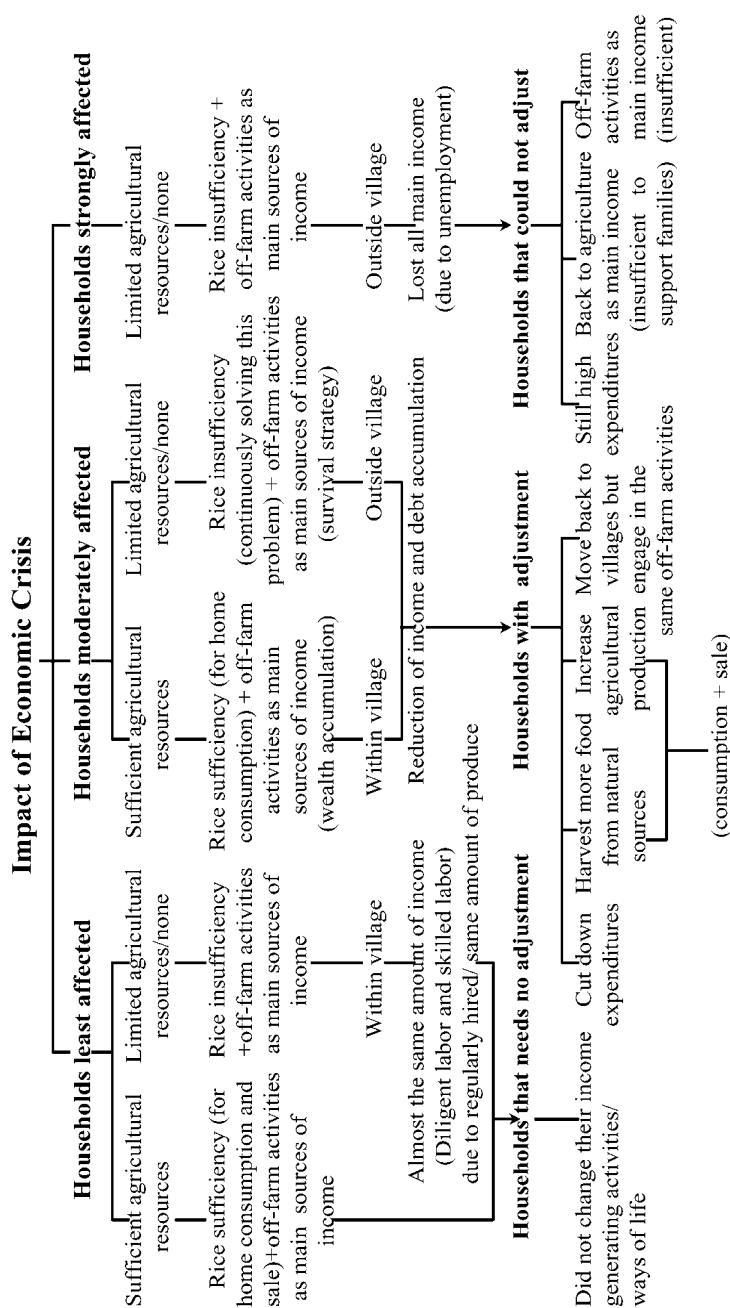 Impact of Economic Crisis
Households least affected
Households moderately affected
Households strongly affected
Sufficient agricultural
resources
Limited agricultural
resources/none
Sufficient agricultural
resources
Limited agricultural
resources/none
Limited agricultural
resources/none
Rice sufficiency (for
home consumption and
sale)+off-farm activities
as main sources of
income
Rice insufficiency
+off-farm activities
as main sources of
income
Rice sufficiency (for home
consumption) + off-farm
activities as main
sources of income
(wealth accumulation)
Rice insufficiency
(continuously solving this
problem) + off-farm activities
as main sources of income
(survival strategy)
Rice insufficiency +
off-farm activities as
main sources of
income
Within village
Within village
Outside village
Outside village
Almost the same amount of income
(Diligent labor and skilled labor)
due to regularly hired/ same amount of produce
Reduction of income and debt accumulation
Lost all main income
(due to unemployment)
Households that needs no adjustment
Households with adjustment
Households that could not adjust
Did not change their income
generating activities/
ways of life
Cut down
expenditures
Harvest more food
from natural
sources
Increase
agricultural
production
Move back to
villages but
engage in the
same off-farm activities
Still high
expenditures
Back to agriculture
as main income
(insufficient to
support families)
Off-farm
activities as
main income
(insufficient)
(consumption + sale)